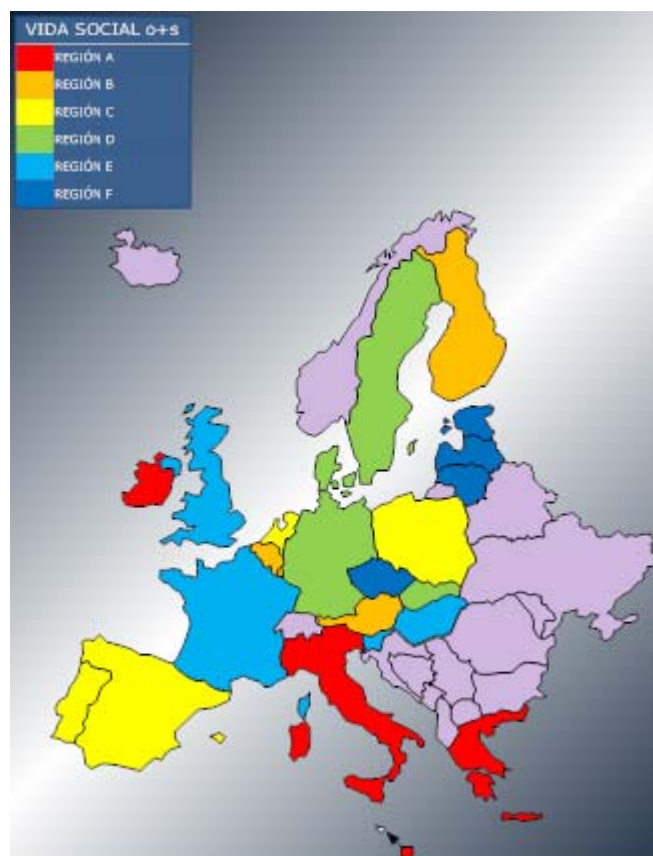 VIDA SOCIAL o+s
REGIÓN A
REGIÓN B
REGIÓN C
REGIÓN D
REGIÓN E
REGIÓN F